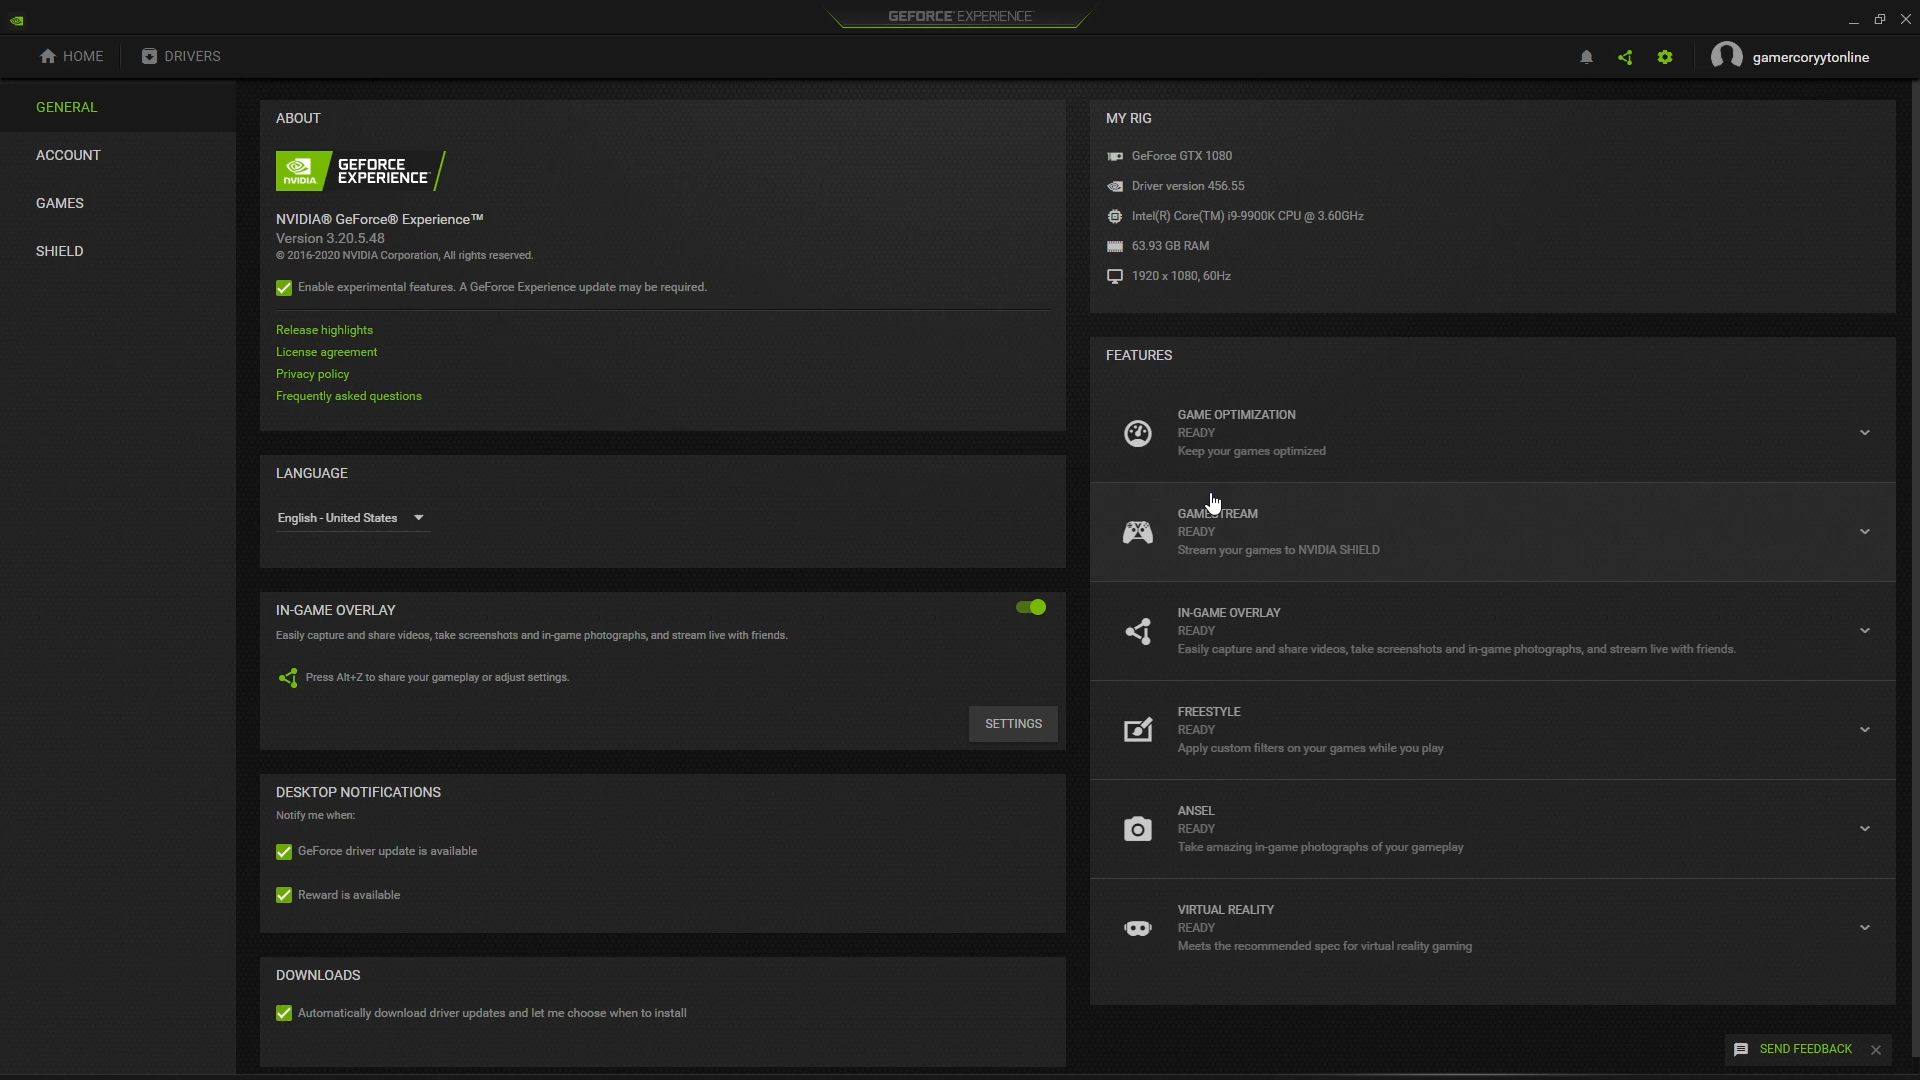 GEFORCE® EXPERIENCE™
HOME
DRIVERS
gamercoryytonline
GENERAL
ACCOUNT
GAMES
SHIELD
ABOUT
NVIDIA.
GEFORCE
EXPERIENCE™
NVIDIA® GeForce® Experience™
Version 3.20.5.48
© 2016-2020 NVIDIA Corporation, All rights reserved.
Enable experimental features. A GeForce Experience update may be required.
Release highlights
License agreement
Privacy policy
Frequently asked questions
LANGUAGE
English - United States
IN-GAME OVERLAY
Easily capture and share videos, take screenshots and in-game photographs, and stream live with friends.
Press Alt+Z to share your gameplay or adjust settings.
SETTINGS
DESKTOP NOTIFICATIONS
Notify me when:
GeForce driver update is available
Reward is available
DOWNLOADS
Automatically download driver updates and let me choose when to install
MY RIG
GeForce GTX 1080
Driver version 456.55
Intel(R) Core(TM) i9-9900K CPU @ 3.60GHz
63.93 GB RAM
1920 x 1080, 60Hz
FEATURES
GAME OPTIMIZATION
READY
Keep your games optimized
GAMESTREAM
READY
Stream your games to NVIDIA SHIELD
IN-GAME OVERLAY
READY
Easily capture and share videos, take screenshots and in-game photographs, and stream live with friends.
FREESTYLE
READY
Apply custom filters on your games while you play
ANSEL
READY
Take amazing in-game photographs of your gameplay
VIRTUAL REALITY
READY
Meets the recommended spec for virtual reality gaming
SEND FEEDBACK